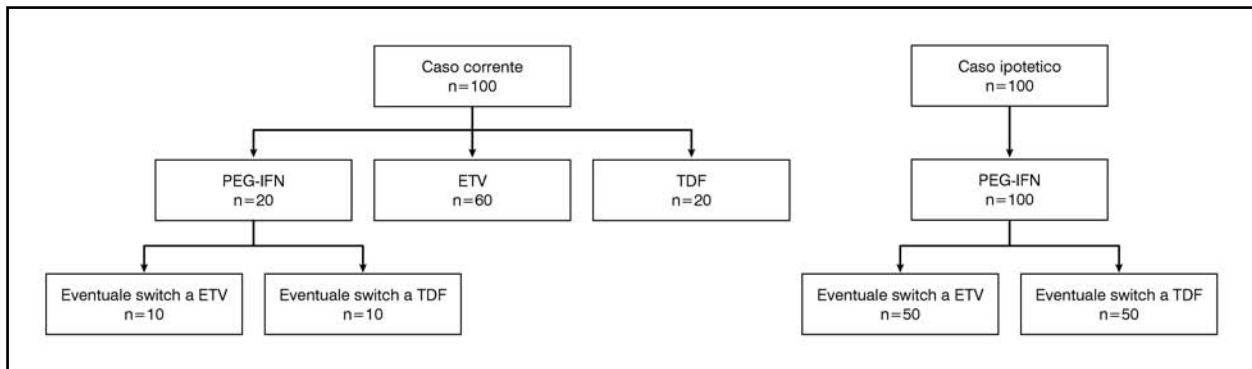 Caso corrente
n=100
PEG-IFN
n=20
ETV
n=60
TDF
n=20
Eventuale switch a ETV
n=10
Eventuale switch a TDF
n=10
Caso ipotetico
n=100
PEG-IFN
n=100
Eventuale switch a ETV
n=50
Eventuale switch a TDF
n=50